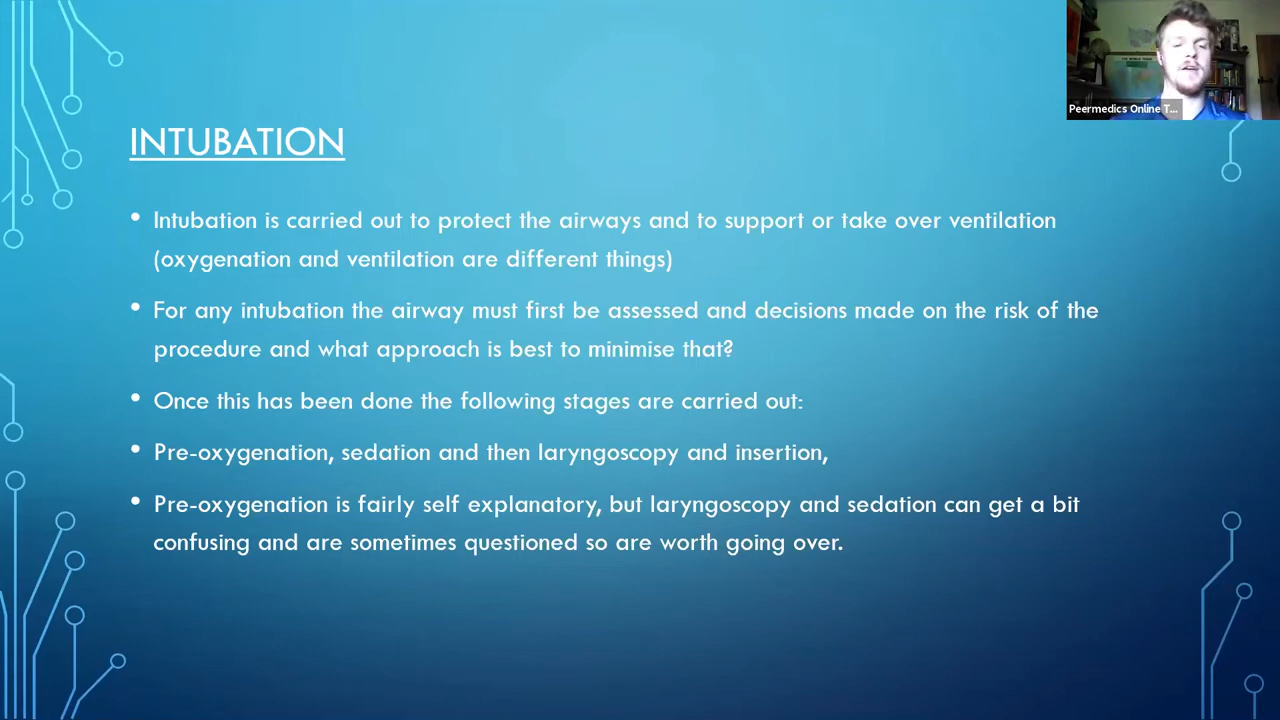 Peermedics Online T...
INTUBATION
• Intubation is carried out to protect the airways and to support or take over ventilation
(oxygenation and ventilation are different things)
• For any intubation the airway must first be assessed and decisions made on the risk of the
procedure and what approach is best to minimise that?
• Once this has been done the following stages are carried out:
• Pre-oxygenation, sedation and then laryngoscopy and insertion,
• Pre-oxygenation is fairly self explanatory, but laryngoscopy and sedation can get a bit
confusing and are sometimes questioned so are worth going over.